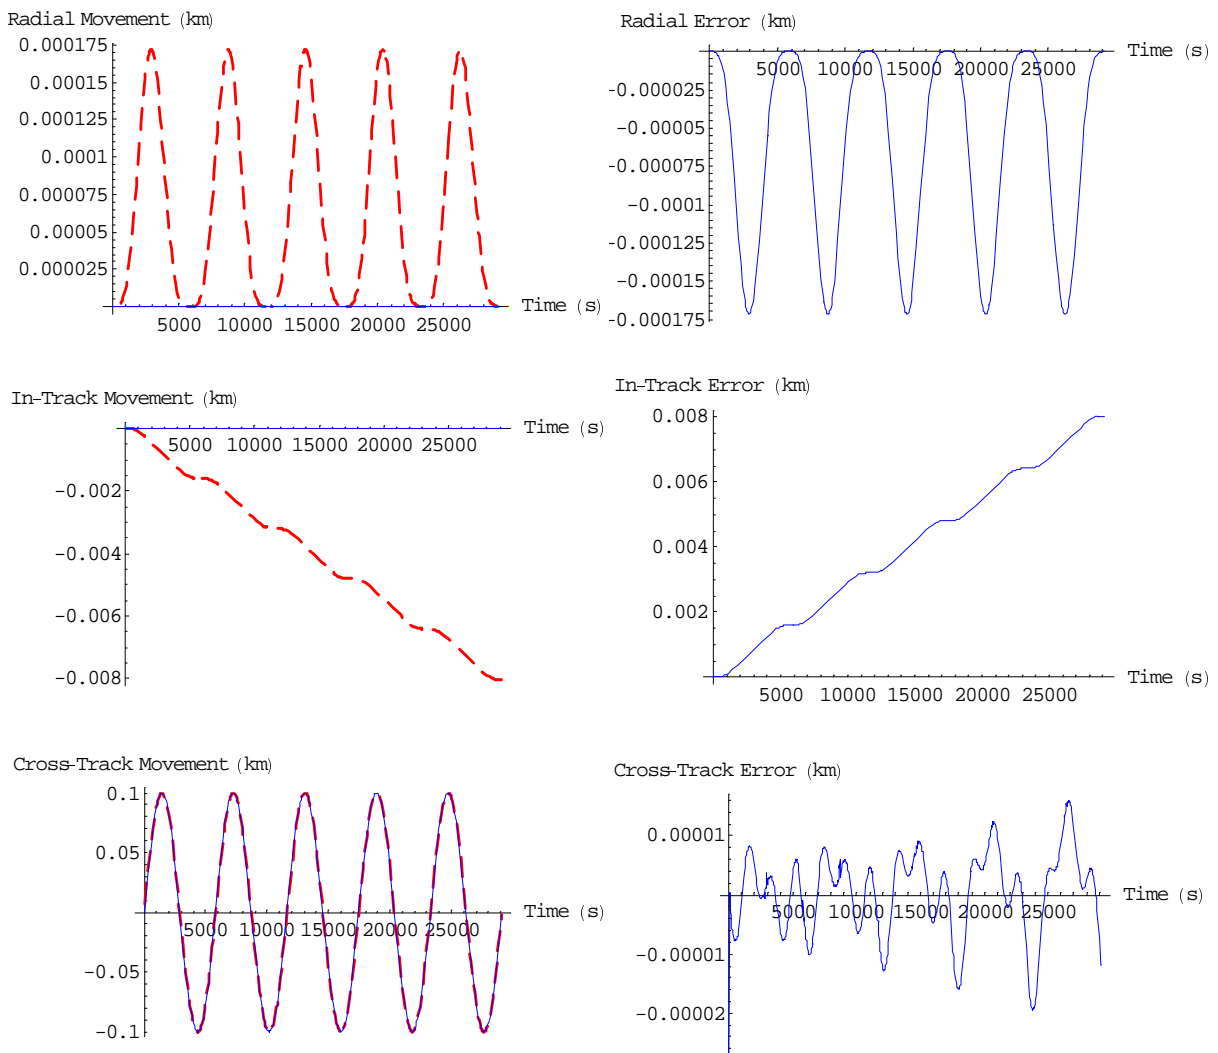 Radial Movement (km)
0.000175
0.00015
0.000125
0.0001
0.000075
0.00005
0.000025
5000 10000 15000 20000 25000
Time (s)
Radial Error (km)
Time (s)
5000 10000 15000 20000 25000
-0.000025
-0.00005
-0.000075
-0.0001
-0.000125
-0.00015
-0.000175
In-Track Movement (km)
Time (s)
5000 10000 15000 20000 25000
-0.002
-0.004
-0.006
-0.008
In-Track Error (km)
0.008
0.006
0.004
0.002
5000 10000 15000 20000 25000
Time (s)
Cross-Track Movement (km)
0.1
0.05
Time (s)
5000 10000 15000 20000 25000
-0.05
-0.1
Cross-Track Error (km)
0.00001
Time (s)
5000 10000 15000 20000 25000
-0.00001
-0.00002